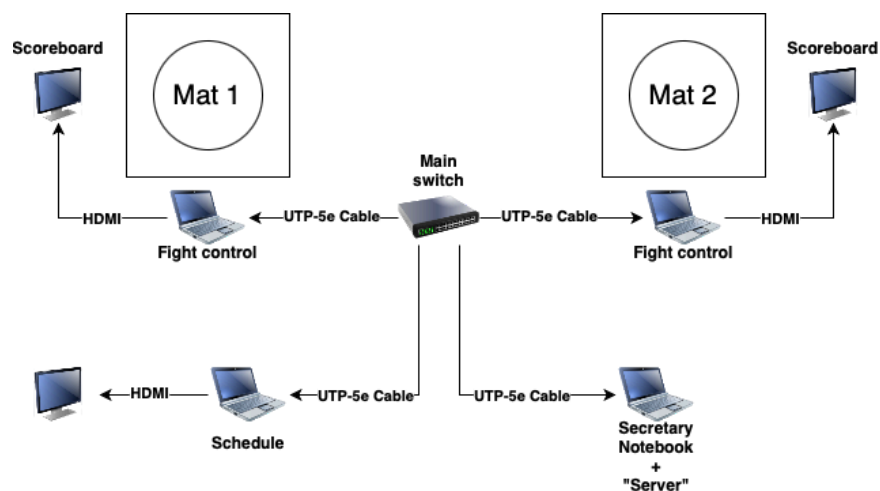 Scoreboard
Scoreboard
Mat 1
Mat 2
Main
switch
HDMI
UTP-5e Cable
UTP-5e Cable
HDMI
Fight control
Fight control
HDMI
UTP-5e Cable
UTP-5e Cable
Schedule
Secretary
Notebook
+
"Server"